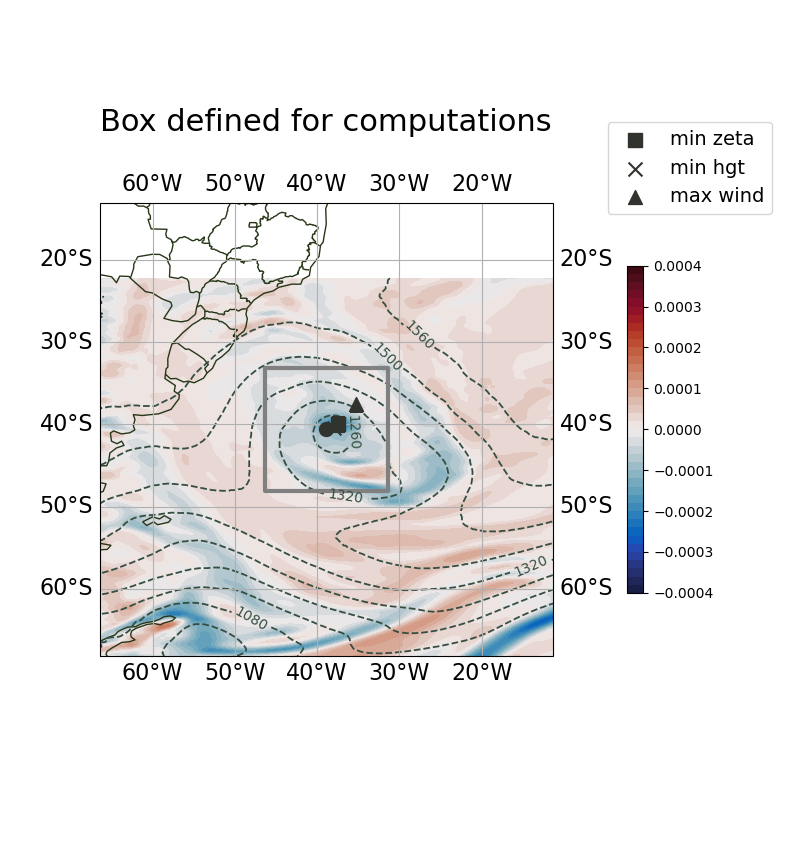 Box defined for computations
min zeta
min hgt
max wind
60°W 50°W 40°W 30°W 20°W
20°S 20°S
30°S 30°S
40°S 40°S
50°S 50°S
60°S 60°S
1560
1500
1260
1320
1320
1080
60°W 50°W 40°W 30°W 20°W
0.0004
0.0003
0.0002
0.0001
0.0000
−0.0001
−0.0002
−0.0003
−0.0004